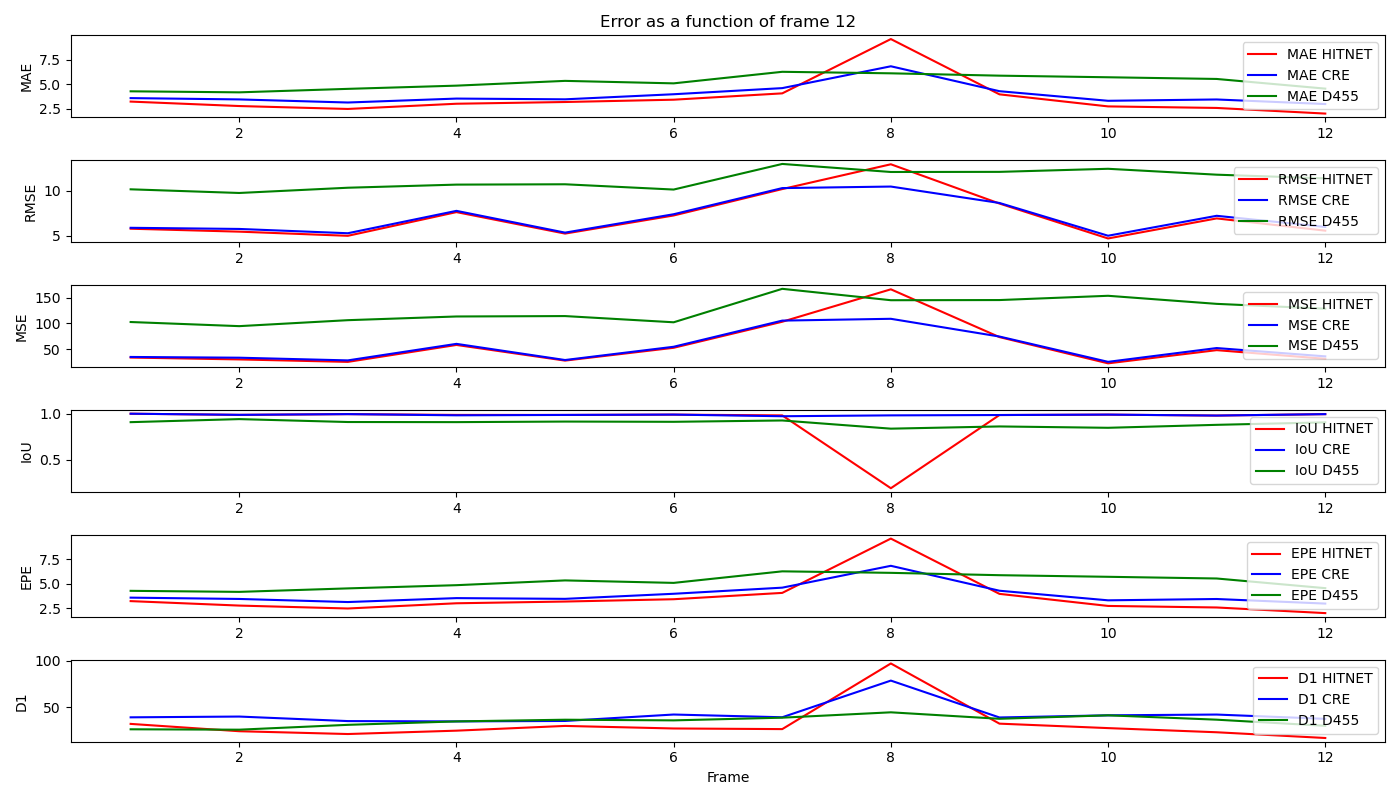 Error as a function of frame 12
MAE
7.5
5.0
2.5
MAE HITNET
MAE CRE
MAE D455
2 4 6 8 10 12
RMSE
10
5
RMSE HITNET
RMSE CRE
RMSE D455
2 4 6 8 10 12
MSE
150
100
50
MSE HITNET
MSE CRE
MSE D455
2 4 6 8 10 12
IoU
1.0
0.5
IoU HITNET
IoU CRE
IoU D455
2 4 6 8 10 12
EPE
7.5
5.0
2.5
EPE HITNET
EPE CRE
EPE D455
2 4 6 8 10 12
D1
100
50
D1 HITNET
D1 CRE
D1 D455
2 4 6 8 10 12
Frame